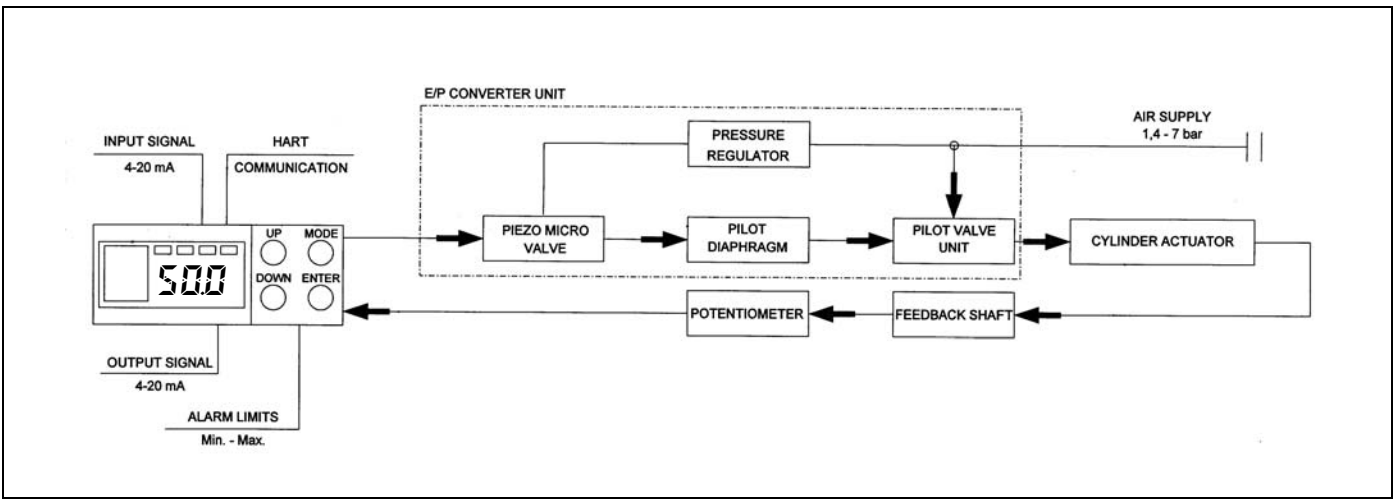 E/P CONVERTER UNIT
AIR SUPPLY
1,4 - 7 bar
PRESSURE
REGULATOR
INPUT SIGNAL
4-20 mA
HART
COMMUNICATION
UP
MODE
DOWN
ENTER
50.0
PIEZO MICRO
VALVE
PILOT
DIAPHRAGM
PILOT VALVE
UNIT
CYLINDER ACTUATOR
POTENTIOMETER
FEEDBACK SHAFT
OUTPUT SIGNAL
4-20 mA
ALARM LIMITS
Min. - Max.